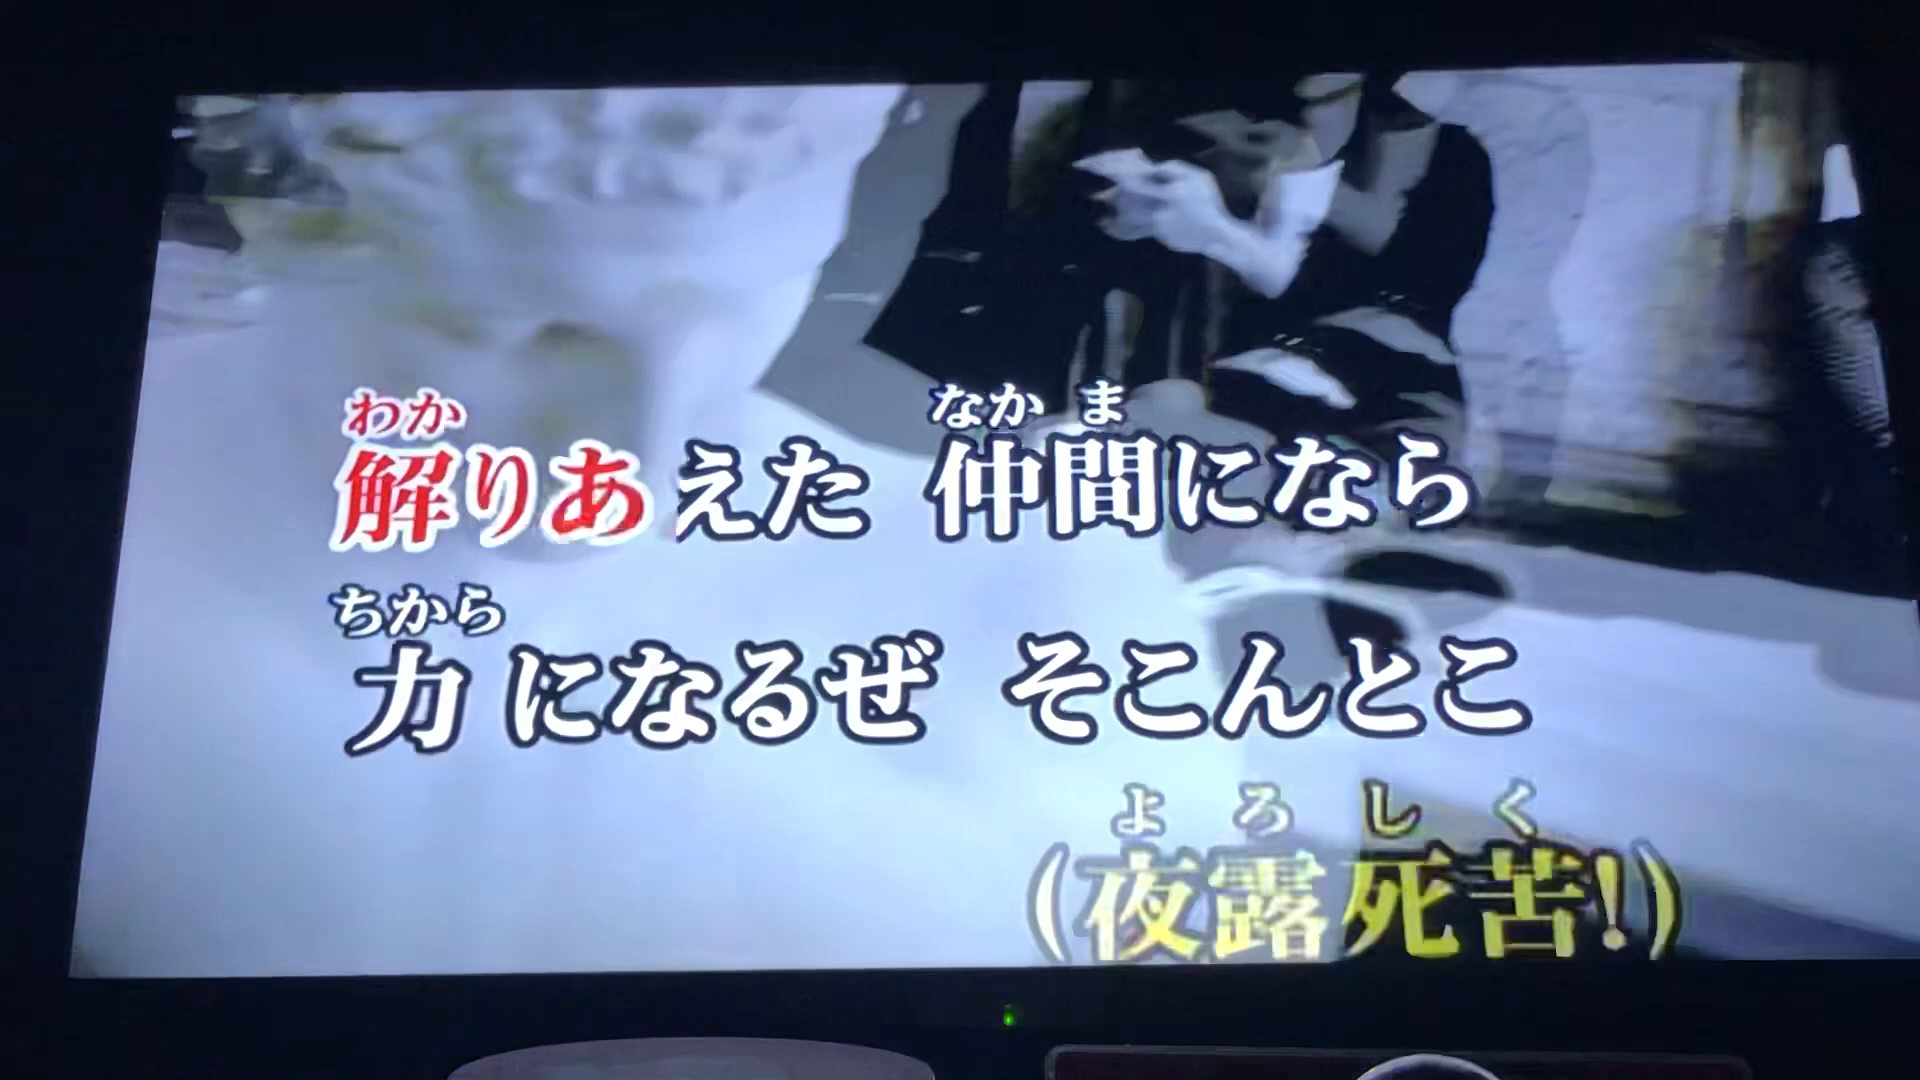 わか なかま
解りあえた 仲間になら
ちから
力になるぜ そこんとこ
よろしく
(夜露死苦!)